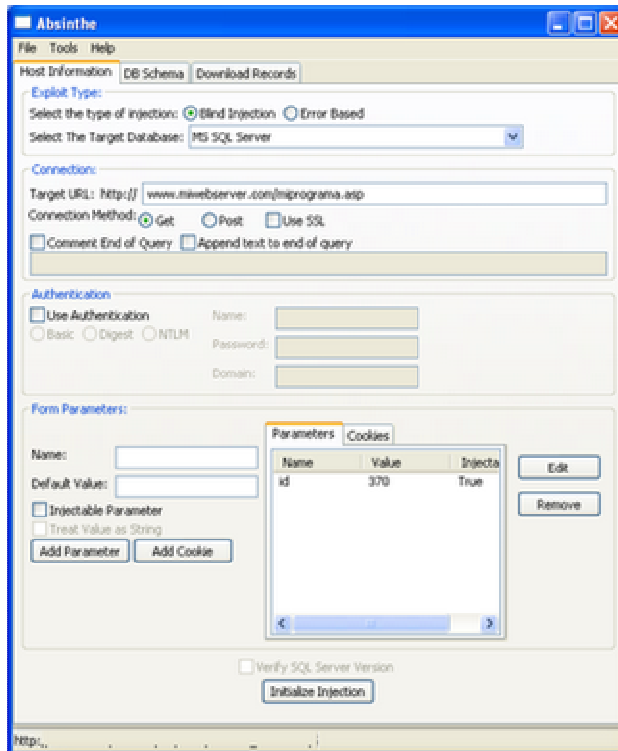 Absinthe
File Tools Help
Host Information DB Schema Download Records
Exploit Type:
Select the type of injection: Blind Injection Error Based
Select The Target Database: MS SQL Server
Connection:
Target URL: http:// www.miwebserver.com/miprograma.asp
Connection Method: Get Post Use SSL
Comment End of Query Append text to end of query
Authentication
Use Authentication Name:
Basic Digest NTLM
Password:
Domain:
Form Parameters:
Parameters Cookies
Name: Name Value Injecta
id 370 True
Edit
Default Value:
Remove
Injectable Parameter
Treat Value as String
Add Parameter Add Cookie
Verify SQL Server Version
Initialize Injection
http: